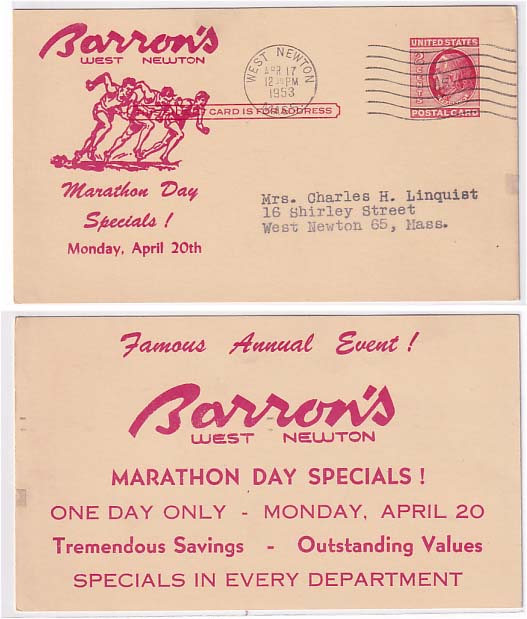 Barron's
WEST NEWTON
WEST NEWTON
APR 17
PM
1953
MASS.
UNITED STATES
POSTAL CARD
CARD IS FOR ADDRESS
Marathon Day
Specials!
Monday, April 20th
Mrs. Charles H. Linquist
16 Shirley Street
West Newton 65, Mass.
Famous Annual Event!
Barron's
WEST NEWTON
MARATHON DAY SPECIALS!
ONE DAY ONLY - MONDAY, APRIL 20
Tremendous Savings - Outstanding Values
SPECIALS IN EVERY DEPARTMENT